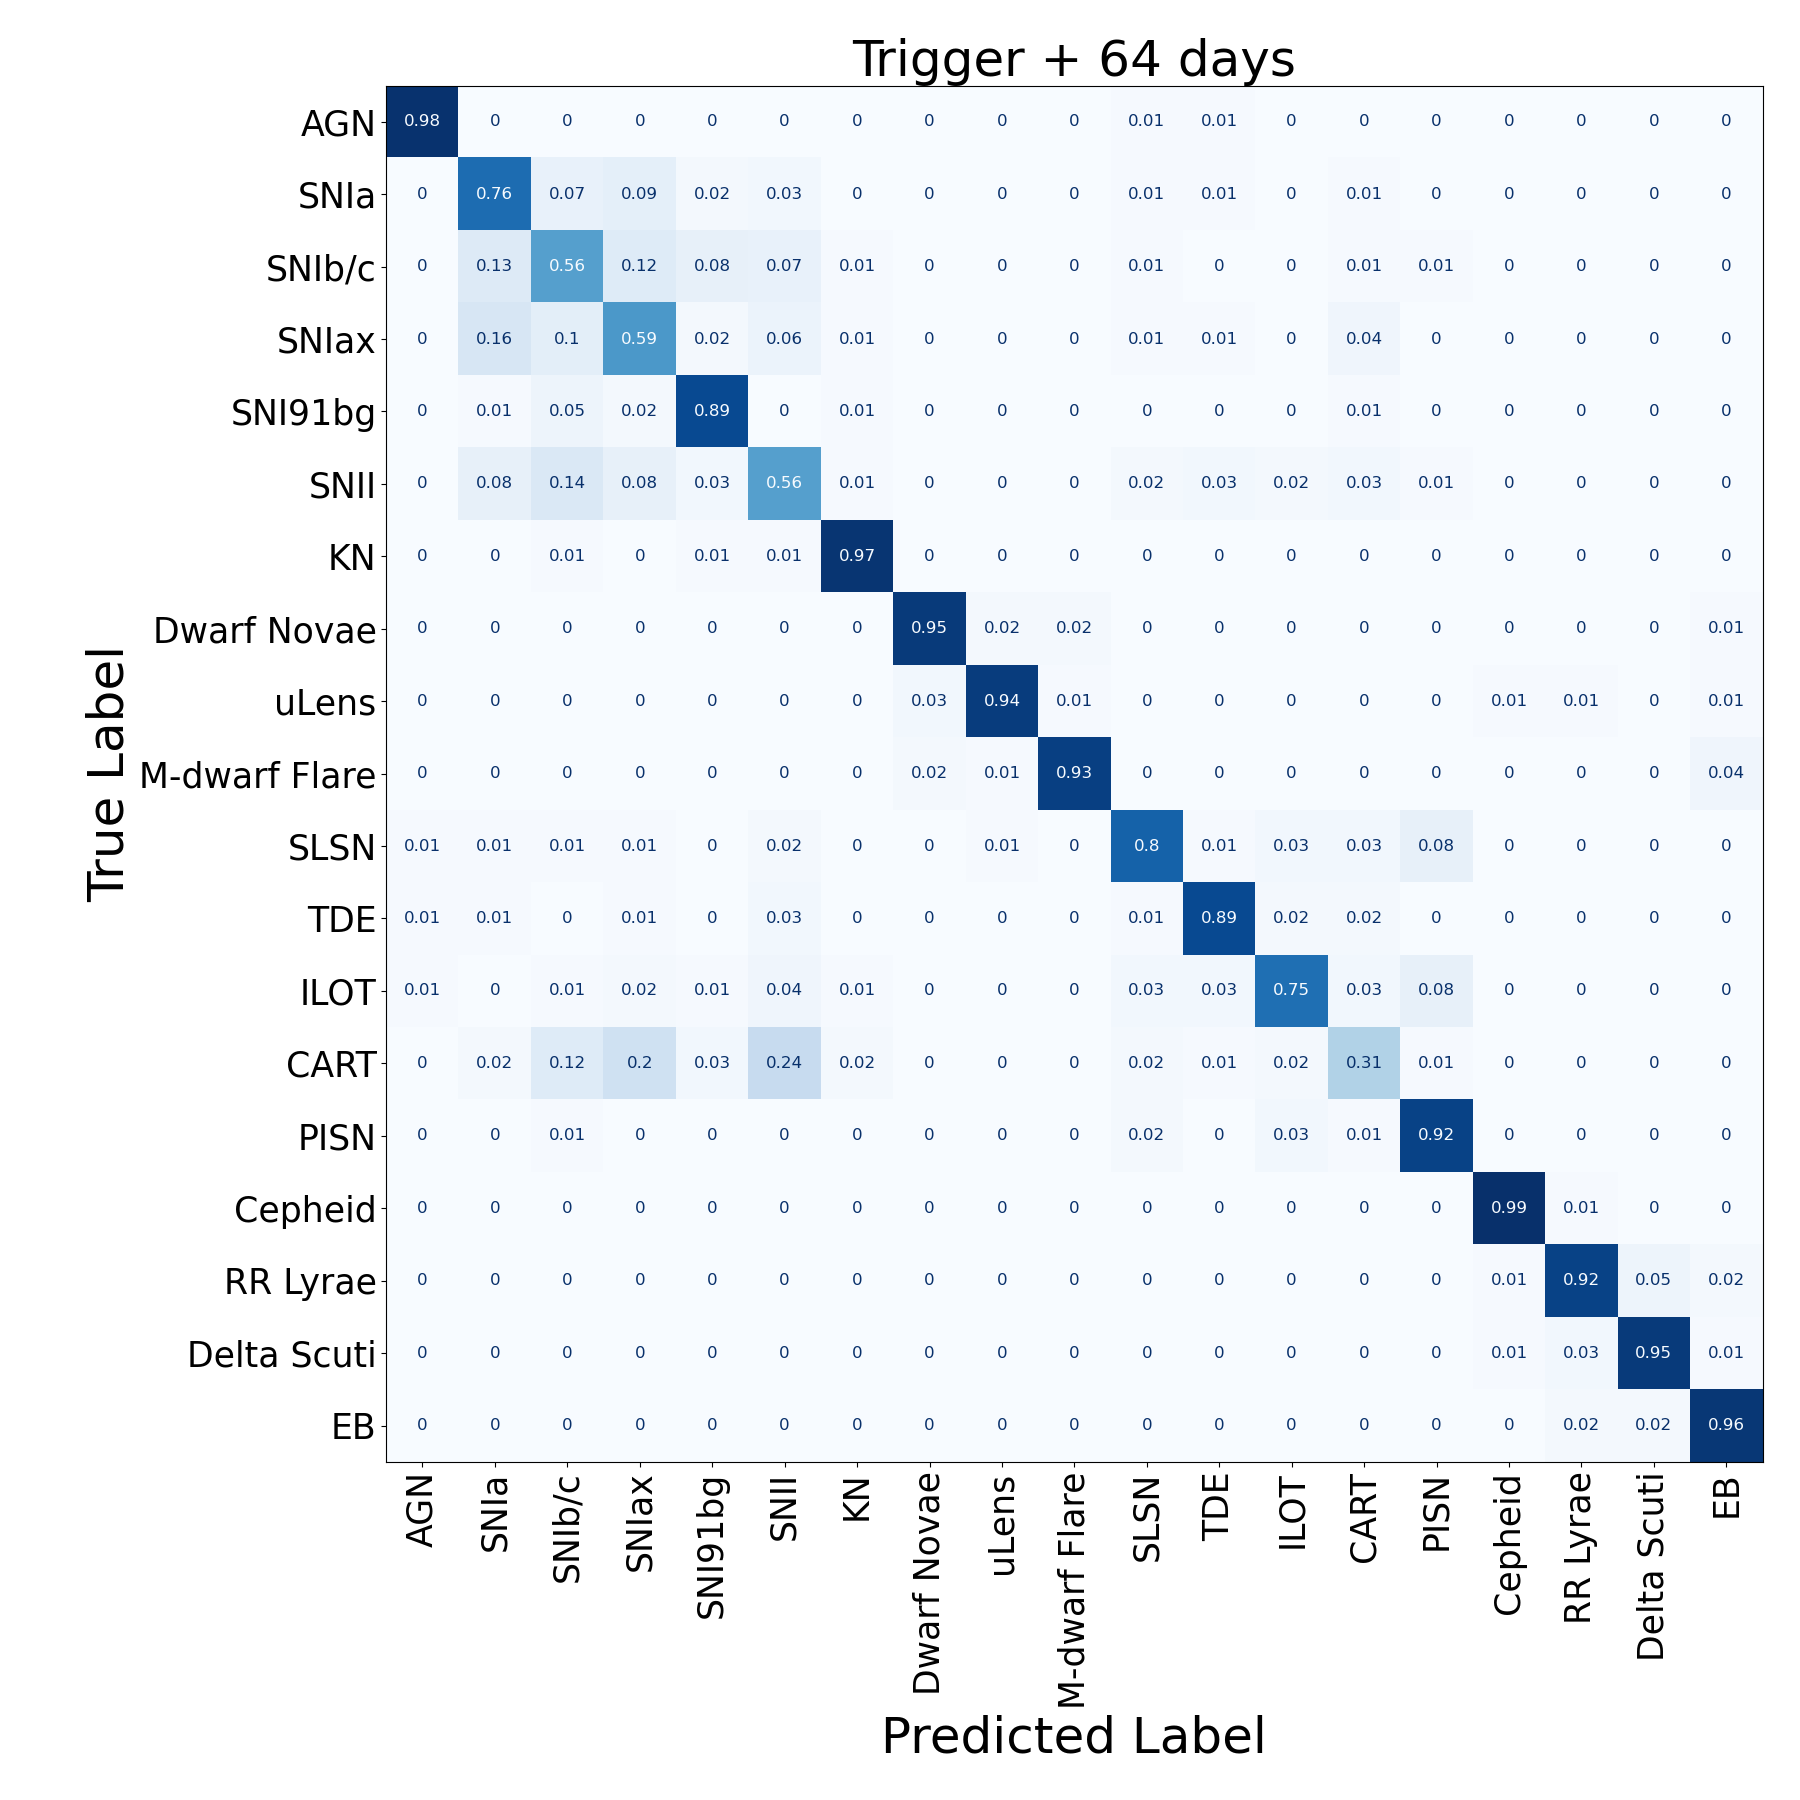 Trigger + 64 days
True Label
AGN 0.98 0 0 0 0 0 0 0 0 0 0.01 0.01 0 0 0 0 0 0 0
SNIa 0 0.76 0.07 0.09 0.02 0.03 0 0 0 0 0.01 0.01 0 0.01 0 0 0 0 0
SNIb/c 0 0.13 0.56 0.12 0.08 0.07 0.01 0 0 0 0.01 0 0 0.01 0.01 0 0 0 0
SNIax 0 0.16 0.1 0.59 0.02 0.06 0.01 0 0 0 0.01 0.01 0 0.04 0 0 0 0 0
SNI91bg 0 0.01 0.05 0.02 0.89 0 0.01 0 0 0 0 0 0 0.01 0 0 0 0 0
SNII 0 0.08 0.14 0.08 0.03 0.56 0.01 0 0 0 0.02 0.03 0.02 0.03 0.01 0 0 0 0
KN 0 0 0.01 0 0.01 0.01 0.97 0 0 0 0 0 0 0 0 0 0 0 0
Dwarf Novae 0 0 0 0 0 0 0 0.95 0.02 0.02 0 0 0 0 0 0 0 0 0.01
uLens 0 0 0 0 0 0 0 0.03 0.94 0.01 0 0 0 0 0 0.01 0.01 0 0.01
M-dwarf Flare 0 0 0 0 0 0 0 0.02 0.01 0.93 0 0 0 0 0 0 0 0 0.04
SLSN 0.01 0.01 0.01 0.01 0 0.02 0 0 0.01 0 0.8 0.01 0.03 0.03 0.08 0 0 0 0
TDE 0.01 0.01 0 0.01 0 0.03 0 0 0 0 0.01 0.89 0.02 0.02 0 0 0 0 0
ILOT 0.01 0 0.01 0.02 0.01 0.04 0.01 0 0 0 0.03 0.03 0.75 0.03 0.08 0 0 0 0
CART 0 0.02 0.12 0.2 0.03 0.24 0.02 0 0 0 0.02 0.01 0.02 0.31 0.01 0 0 0 0
PISN 0 0 0.01 0 0 0 0 0 0 0 0.02 0 0.03 0.01 0.92 0 0 0 0
Cepheid 0 0 0 0 0 0 0 0 0 0 0 0 0 0 0 0.99 0.01 0 0
RR Lyrae 0 0 0 0 0 0 0 0 0 0 0 0 0 0 0 0.01 0.92 0.05 0.02
Delta Scuti 0 0 0 0 0 0 0 0 0 0 0 0 0 0 0 0.01 0.03 0.95 0.01
EB 0 0 0 0 0 0 0 0 0 0 0 0 0 0 0 0 0.02 0.02 0.96
AGN SNIa SNIb/c SNIax SNI91bg SNII KN Dwarf Novae uLens M-dwarf Flare SLSN TDE ILOT CART PISN Cepheid RR Lyrae Delta Scuti EB
Predicted Label